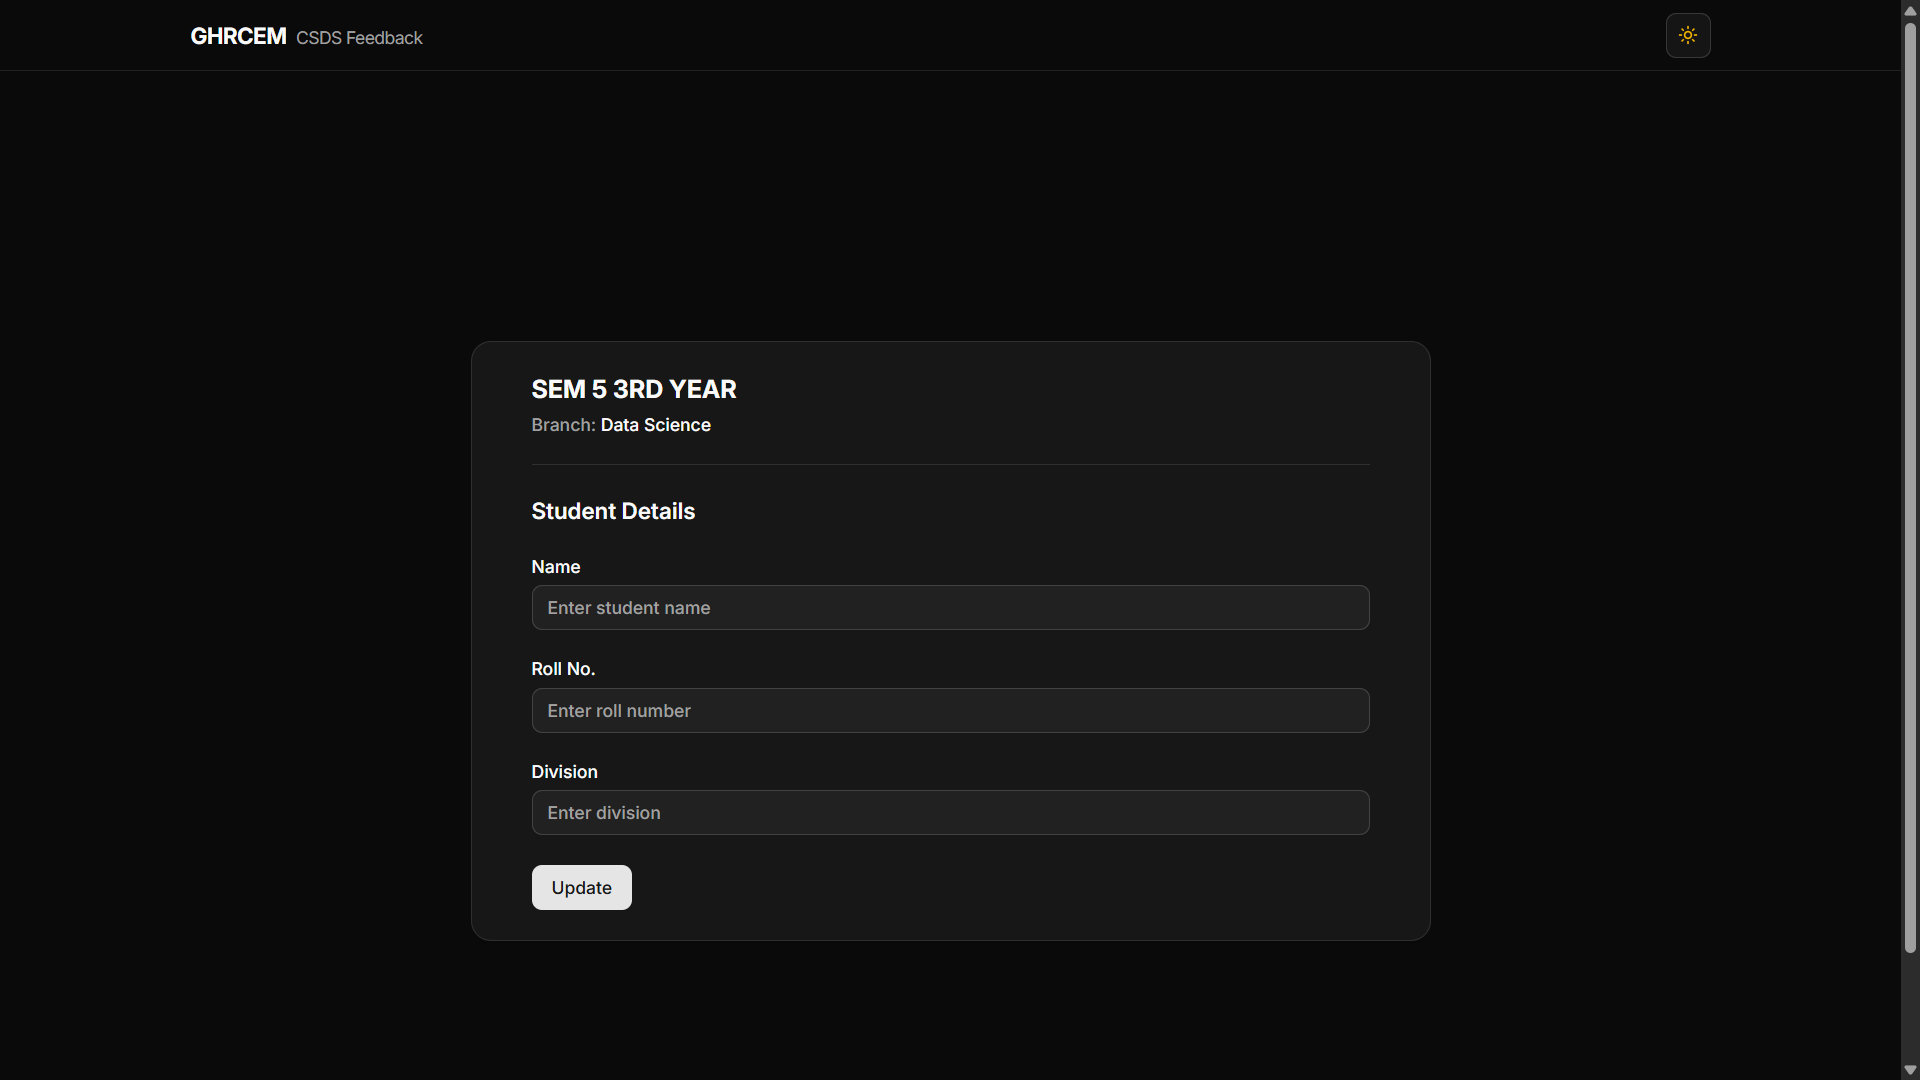 GHRCEM CSDS Feedback
SEM 5 3RD YEAR
Branch: Data Science
Student Details
Name
Enter student name
Roll No.
Enter roll number
Division
Enter division
Update